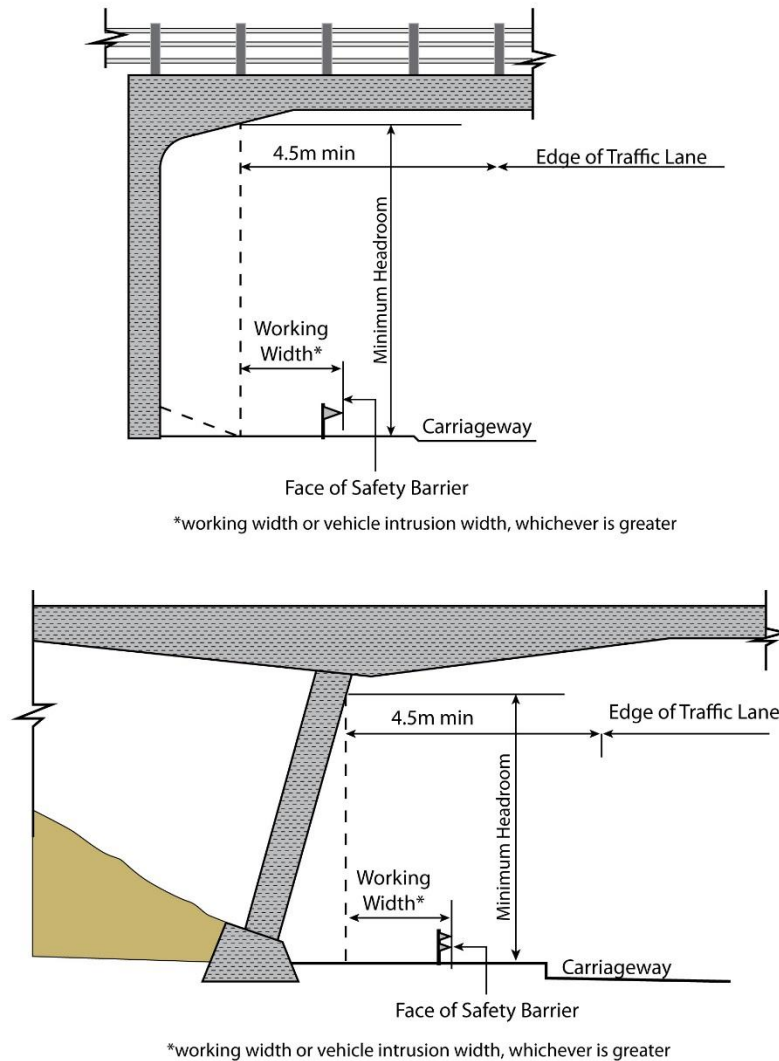 4.5m min
Edge of Traffic Lane
Minimum Headroom
Working
Width*
Carriageway
Face of Safety Barrier
*working width or vehicle intrusion width, whichever is greater
4.5m min
Edge of Traffic Lane
Minimum Headroom
Working
Width*
Carriageway
Face of Safety Barrier
*working width or vehicle intrusion width, whichever is greater